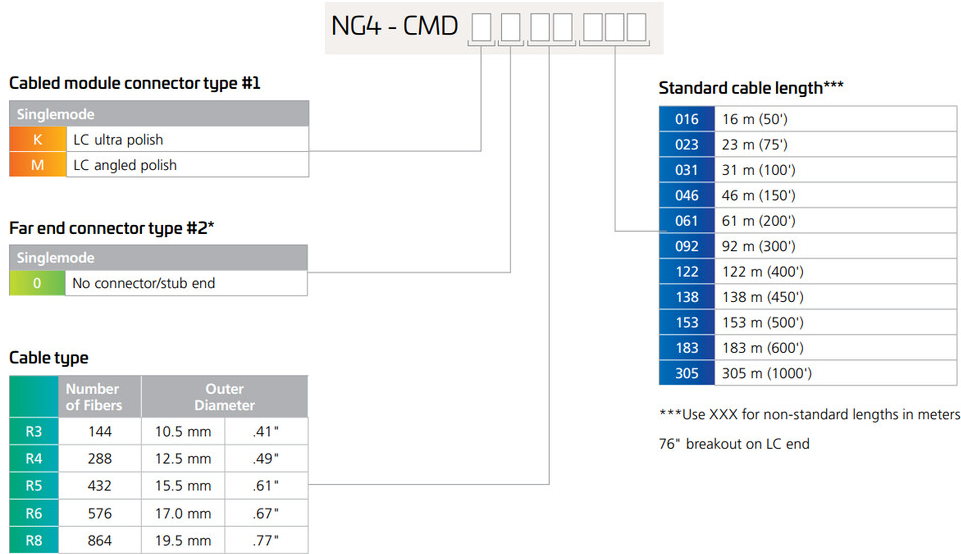 NG4 - CMD
Cabled module connector type #1
Singlemode
K LC ultra polish
M LC angled polish
Far end connector type #2*
Singlemode
0 No connector/stub end
Cable type
Number of Fibers Outer Diameter
R3 144 10.5 mm .41"
R4 288 12.5 mm .49"
R5 432 15.5 mm .61"
R6 576 17.0 mm .67"
R8 864 19.5 mm .77"
Standard cable length***
016 16 m (50')
023 23 m (75')
031 31 m (100')
046 46 m (150')
061 61 m (200')
092 92 m (300')
122 122 m (400')
138 138 m (450')
153 153 m (500')
183 183 m (600')
305 305 m (1000')
***Use XXX for non-standard lengths in meters
76" breakout on LC end